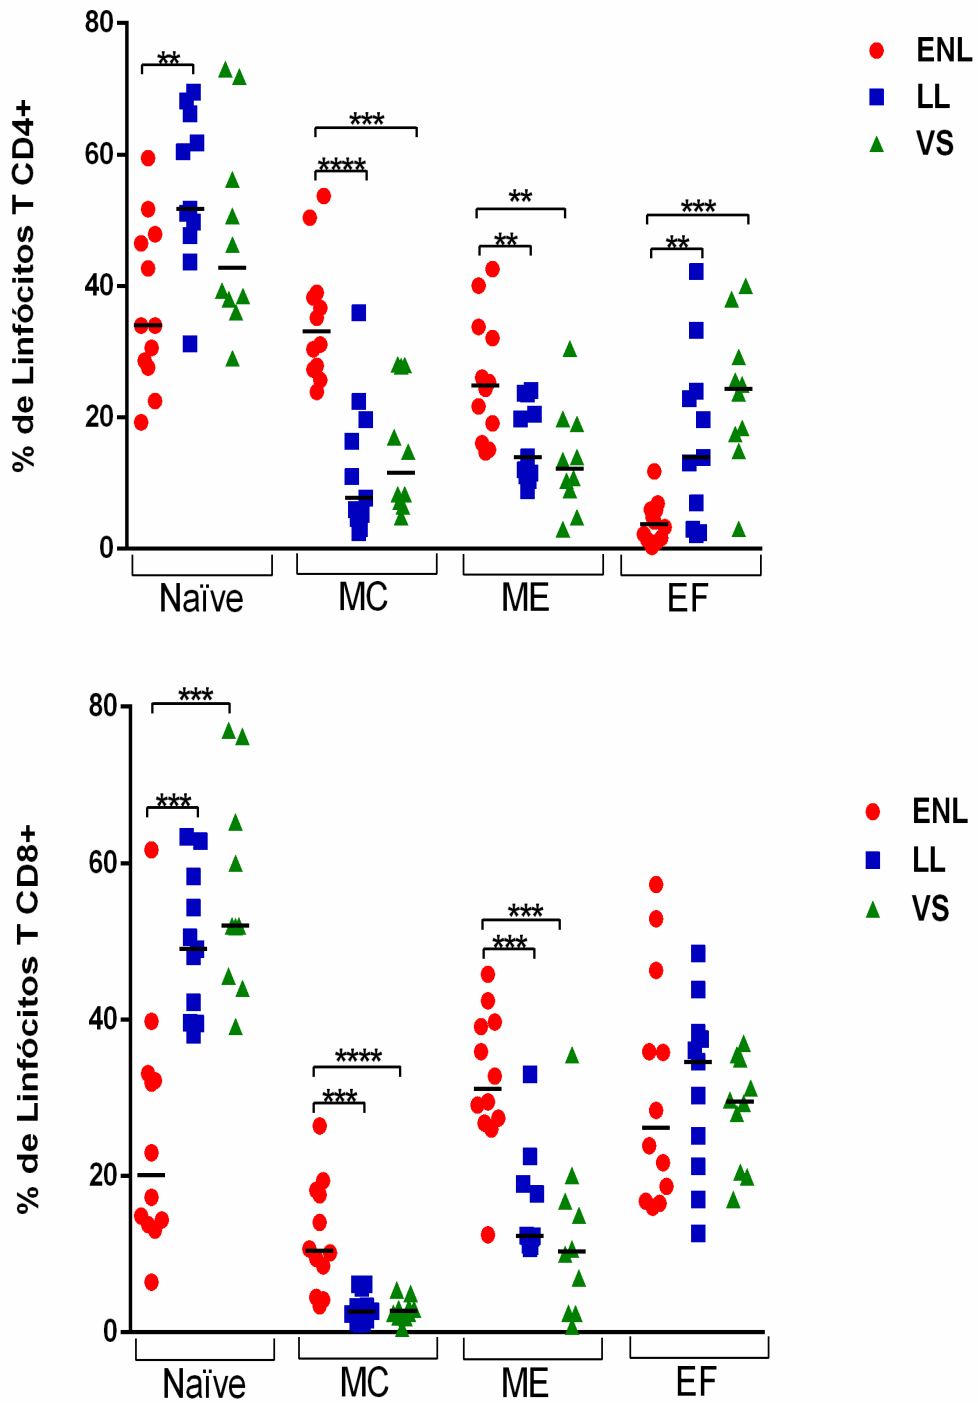 % de Linfócitos T CD4+
80
60
40
20
0
**
***
****
**
**
***
**
ENL
LL
VS
Naïve
MC
ME
EF
% de Linfócitos T CD8+
80
60
40
20
0
***
***
****
***
***
***
ENL
LL
VS
Naïve
MC
ME
EF